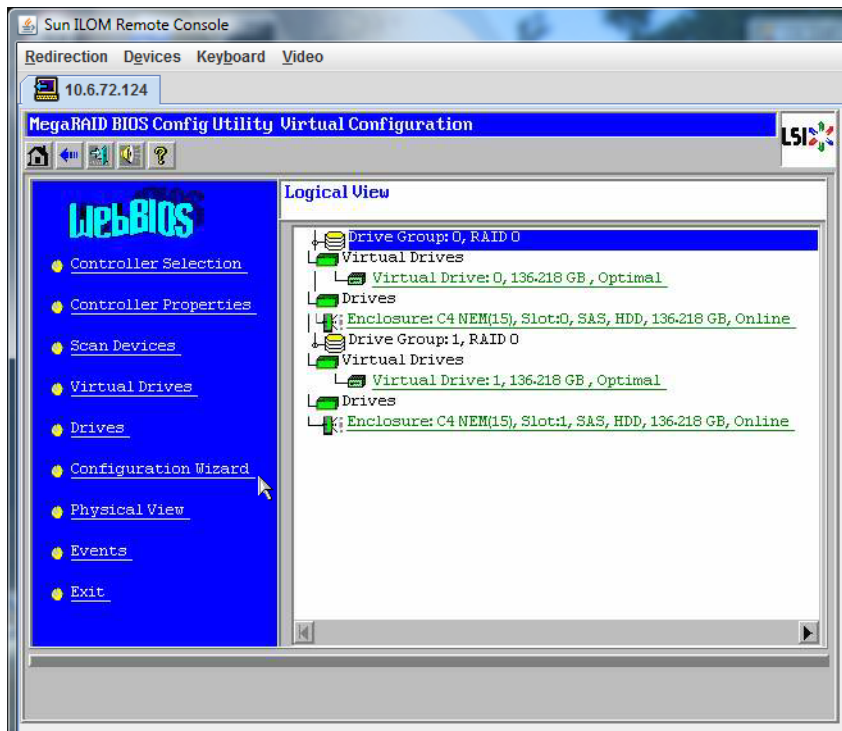 Sun ILOM Remote Console
Redirection Devices Keyboard Video
10.6.72.124
MegaRAID BIOS Config Utility Virtual Configuration
LSI
?
WebBIOS
Logical View
Controller Selection
Controller Properties
Scan Devices
Virtual Drives
Drives
Configuration Wizard
Physical View
Events
Exit
Drive Group: 0, RAID 0
Virtual Drives
Virtual Drive: 0, 136.218 GB , Optimal
Drives
Enclosure: C4 NEM(15), Slot:0, SAS, HDD, 136.218 GB, Online
Drive Group: 1, RAID 0
Virtual Drives
Virtual Drive: 1, 136.218 GB , Optimal
Drives
Enclosure: C4 NEM(15), Slot:1, SAS, HDD, 136.218 GB, Online